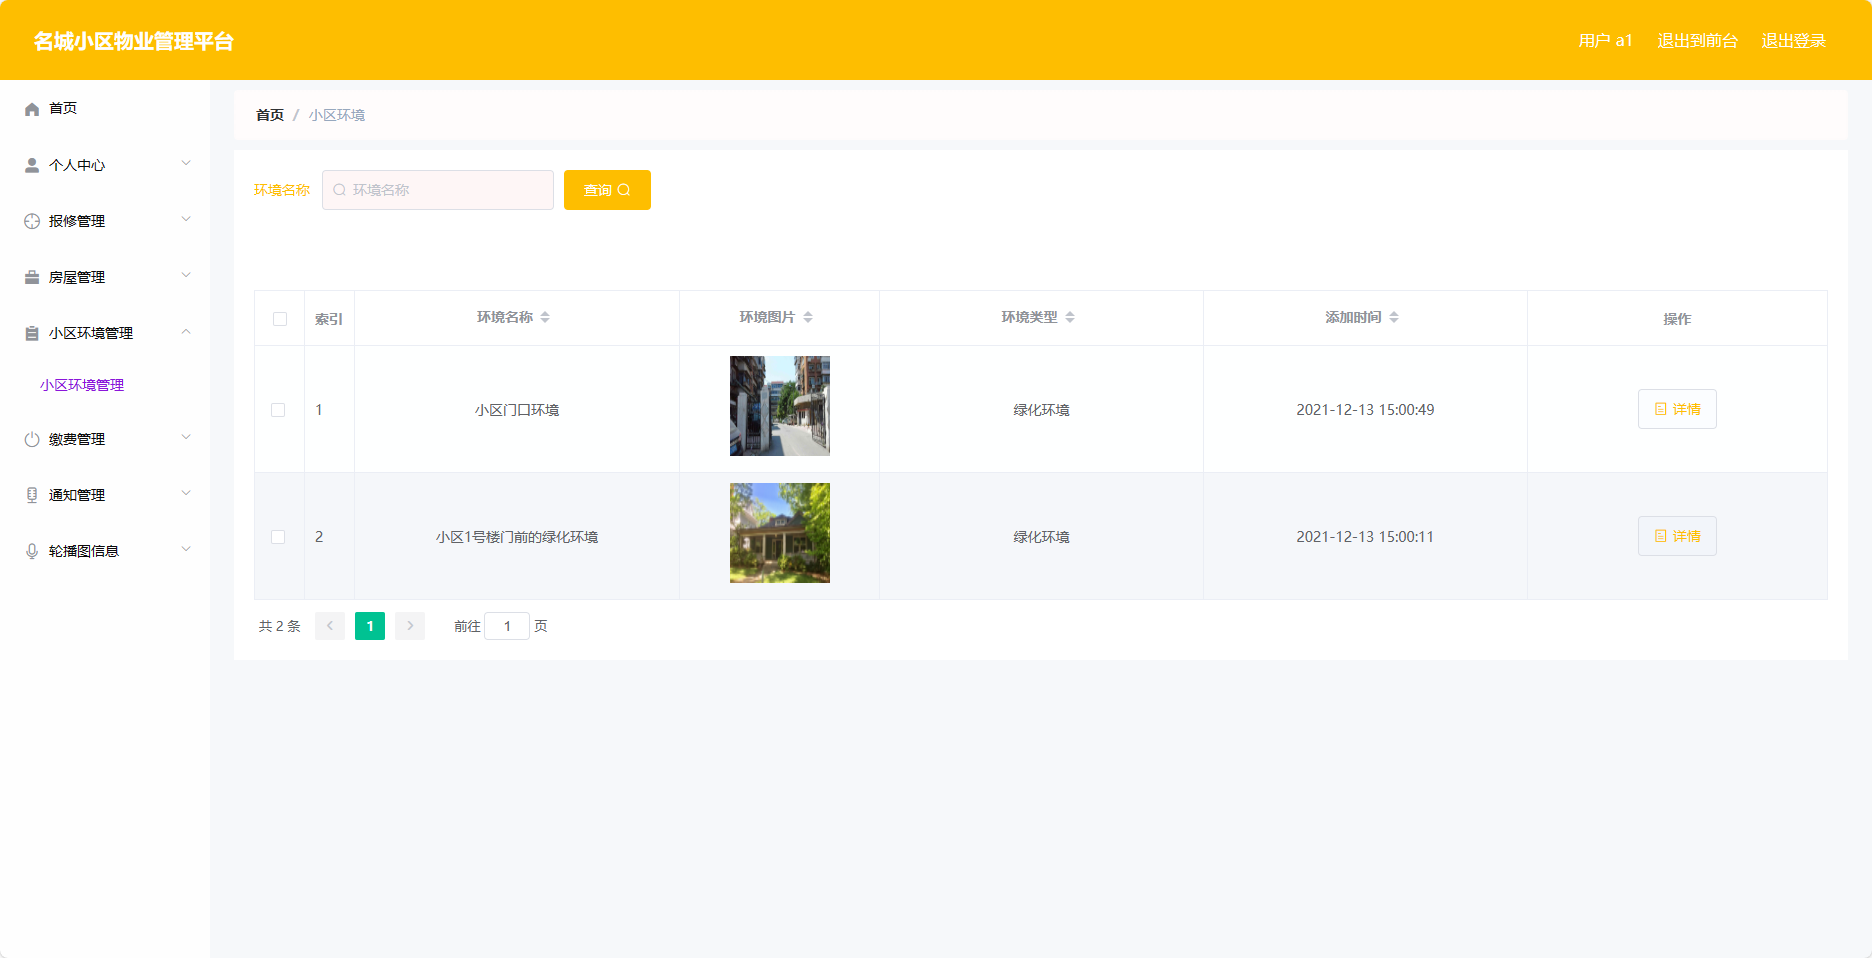 名城小区物业管理平台
用户 a1 退出到前台 退出登录
首页
个人中心
报修管理
房屋管理
小区环境管理
小区环境管理
缴费管理
通知管理
轮播图信息
首页 / 小区环境
环境名称 环境名称 查询
索引 环境名称 环境图片 环境类型 添加时间 操作
1 小区门口环境 绿化环境 2021-12-13 15:00:49 详情
2 小区1号楼门前的绿化环境 绿化环境 2021-12-13 15:00:11 详情
共 2 条 1 前往 1 页